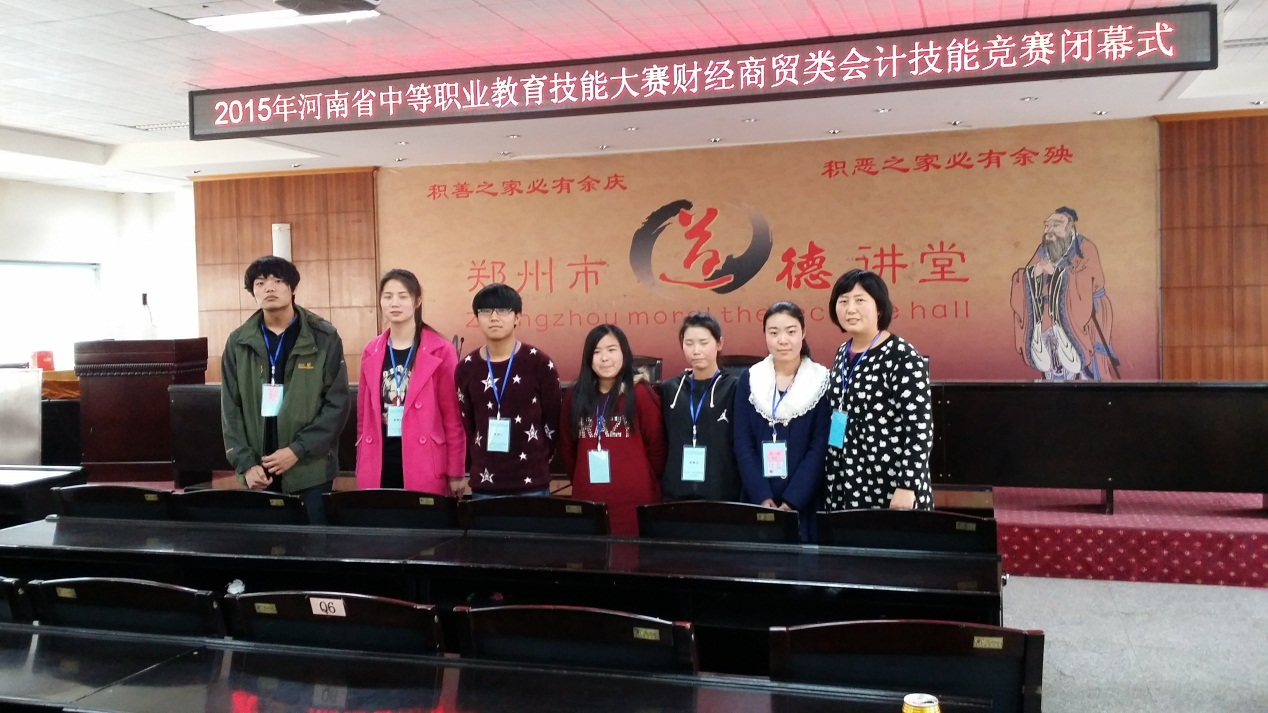 2015年河南省中等职业教育技能大赛财经商贸类会计技能竞赛闭幕式
积善之家必有余庆
积恶之家必有余殃
郑州市 道德讲堂
Q6